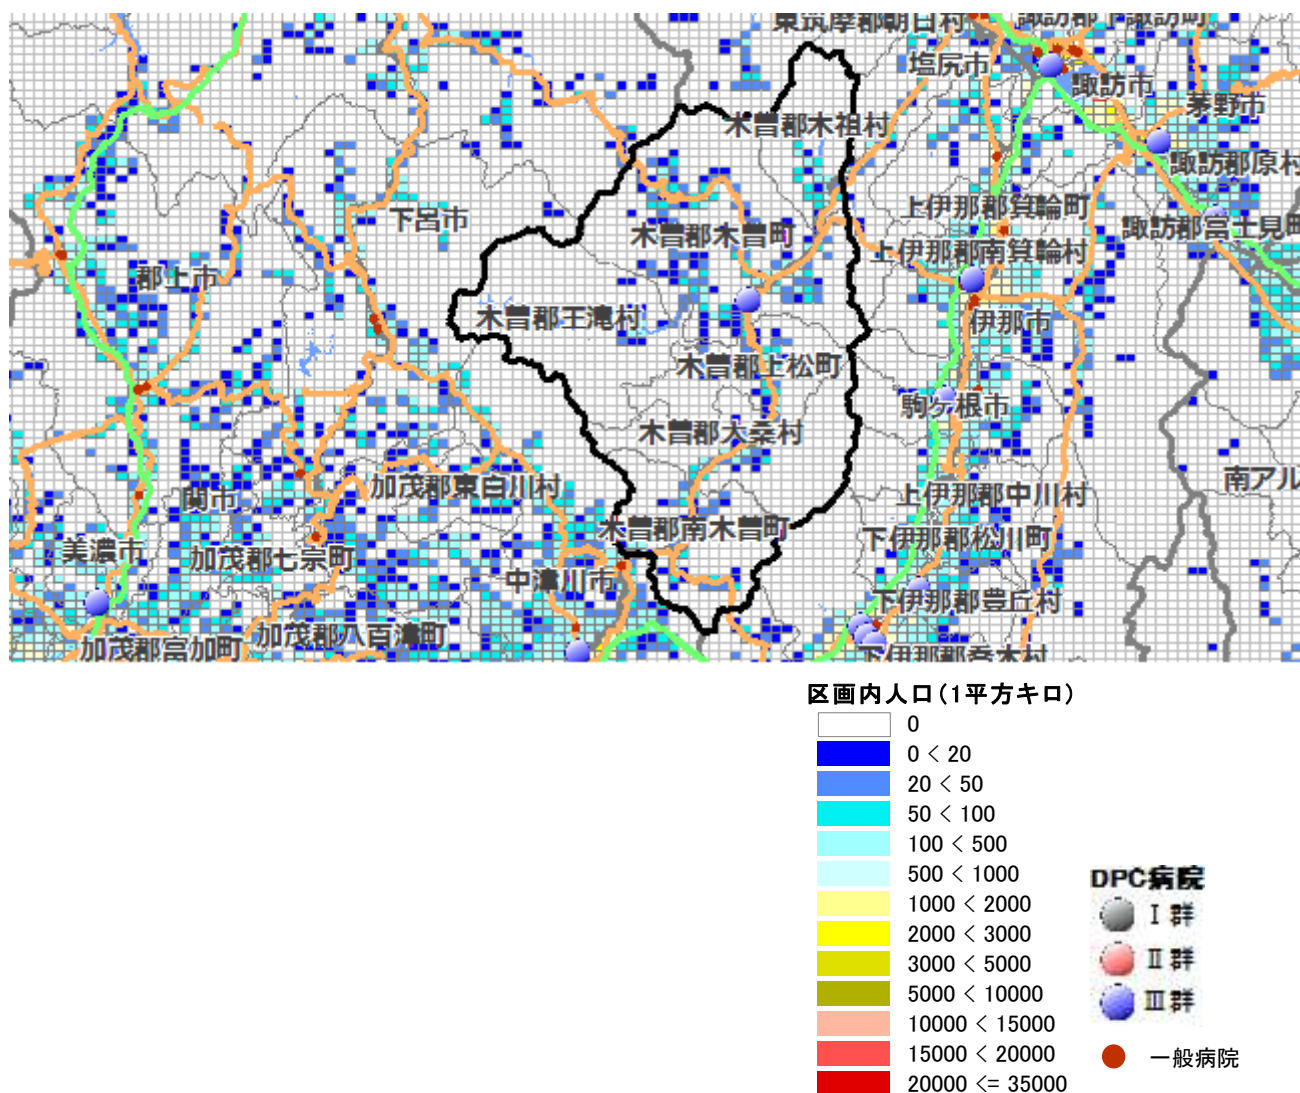 東筑摩郡朝日村
諏訪郡下諏訪町
塩尻市
諏訪市
茅野市
木曽郡木祖村
諏訪郡原村
下呂市
上伊那郡箕輪町
諏訪郡富士見町
木曽郡木曽町
上伊那郡南箕輪村
郡上市
木曽郡王滝村
伊那市
木曽郡上松町
駒ヶ根市
木曽郡大桑村
南アル
加茂郡東白川村
関市
上伊那郡中川村
木曽郡南木曽町
下伊那郡松川町
美濃市
加茂郡七宗町
中津川市
下伊那郡豊丘村
加茂郡八百津町
加茂郡富加町
下伊那郡喬木村
区画内人口(1平方キロ)
0
0 < 20
20 < 50
50 < 100
100 < 500
500 < 1000
1000 < 2000
2000 < 3000
3000 < 5000
5000 < 10000
10000 < 15000
15000 < 20000
20000 <= 35000
DPC病院
Ⅰ群
Ⅱ群
Ⅲ群
一般病院